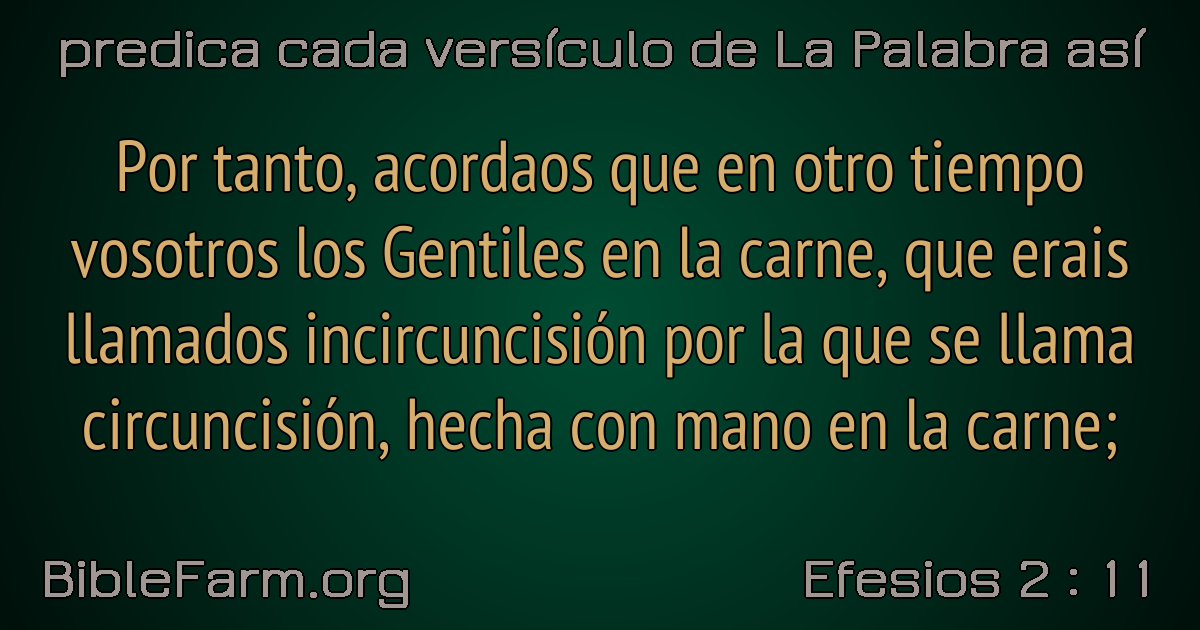 predica cada versículo de La Palabra así
Por tanto, acordaos que en otro tiempo
vosotros los Gentiles en la carne, que erais
llamados incircuncisión por la que se llama
circuncisión, hecha con mano en la carne;
BibleFarm.org
Efesios 2 : 11